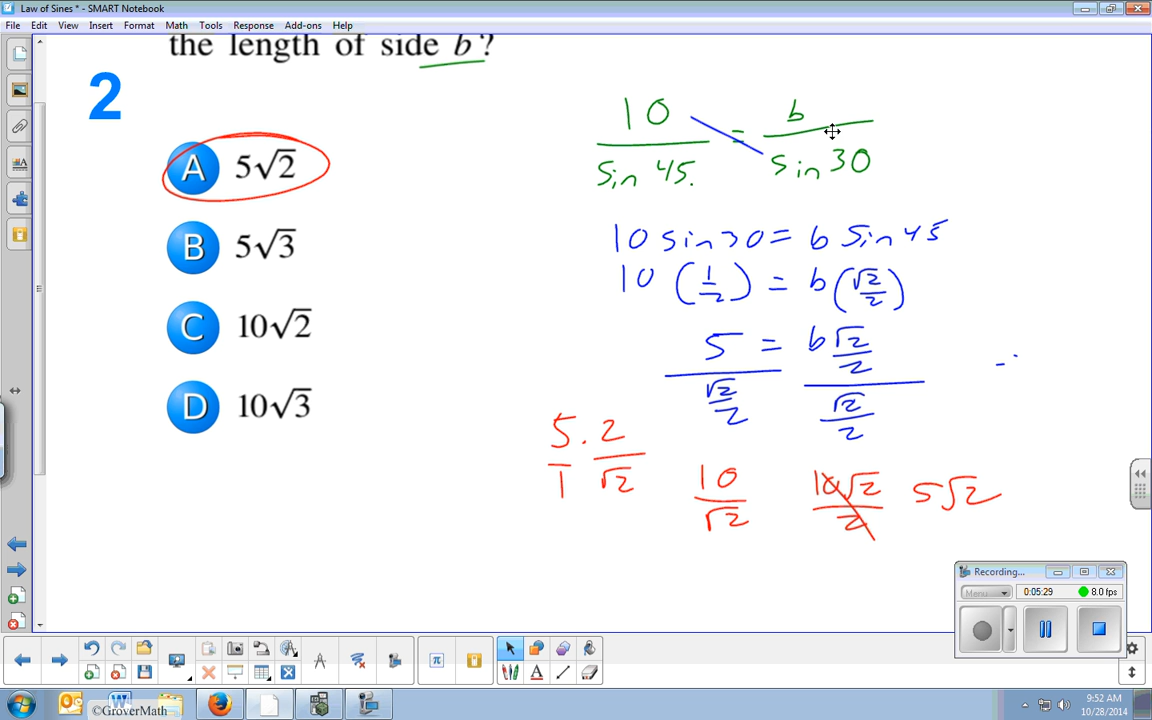 Law of Sines * - SMART Notebook
File Edit View Insert Format Math Tools Response Add-ons Help
the length of side b?
2
A 5√2
B 5√3
C 10√2
D 10√3
10 / sin 45. = b / sin 30
10 sin 30 = b sin 45
10 (1/2) = b (√2/2)
5 = b √2/2
√2/2 √2/2
5/1 . 2/√2
10/√2 10√2/2 5√2
Recording...
Menu 0:05:29 8.0 fps
π
A
©GroverMath
9:52 AM
10/28/2014